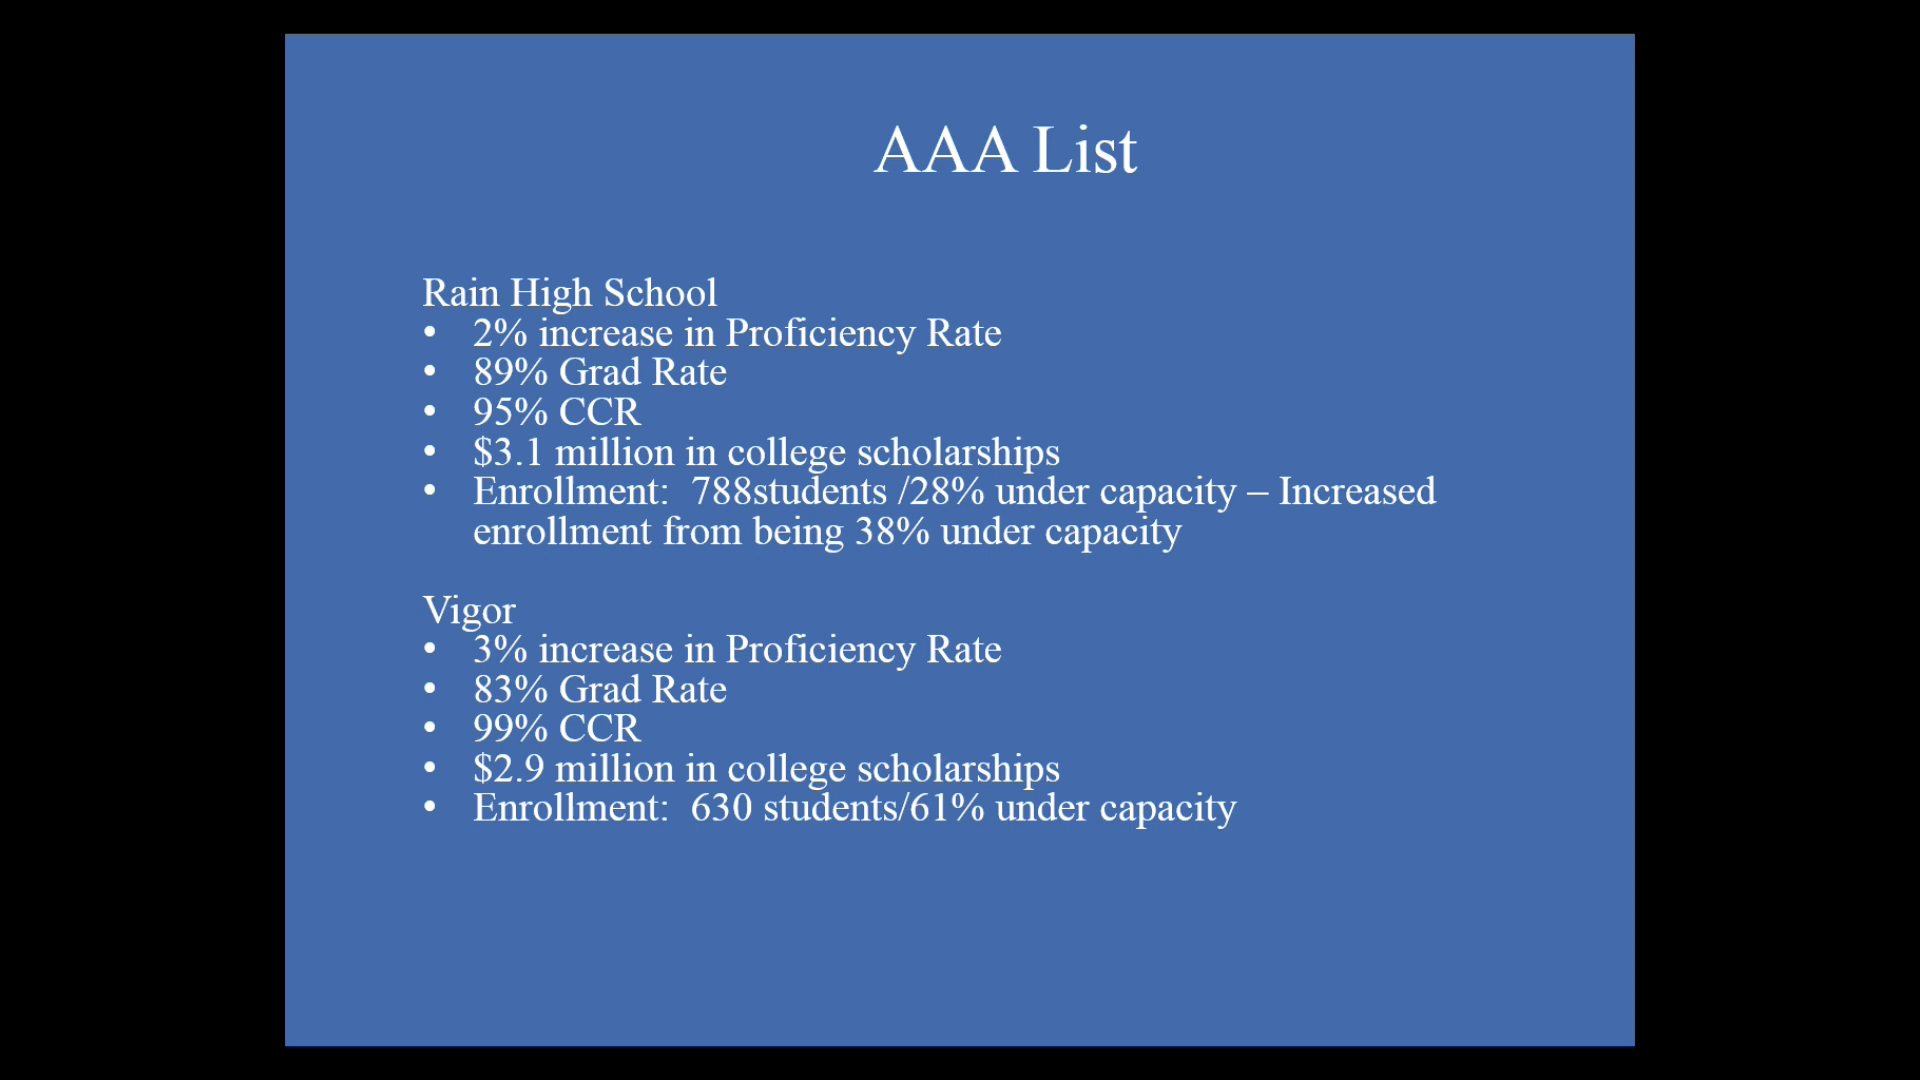 AAA List
Rain High School
• 2% increase in Proficiency Rate
• 89% Grad Rate
• 95% CCR
• $3.1 million in college scholarships
• Enrollment:  788students /28% under capacity – Increased
enrollment from being 38% under capacity
Vigor
• 3% increase in Proficiency Rate
• 83% Grad Rate
• 99% CCR
• $2.9 million in college scholarships
• Enrollment:  630 students/61% under capacity